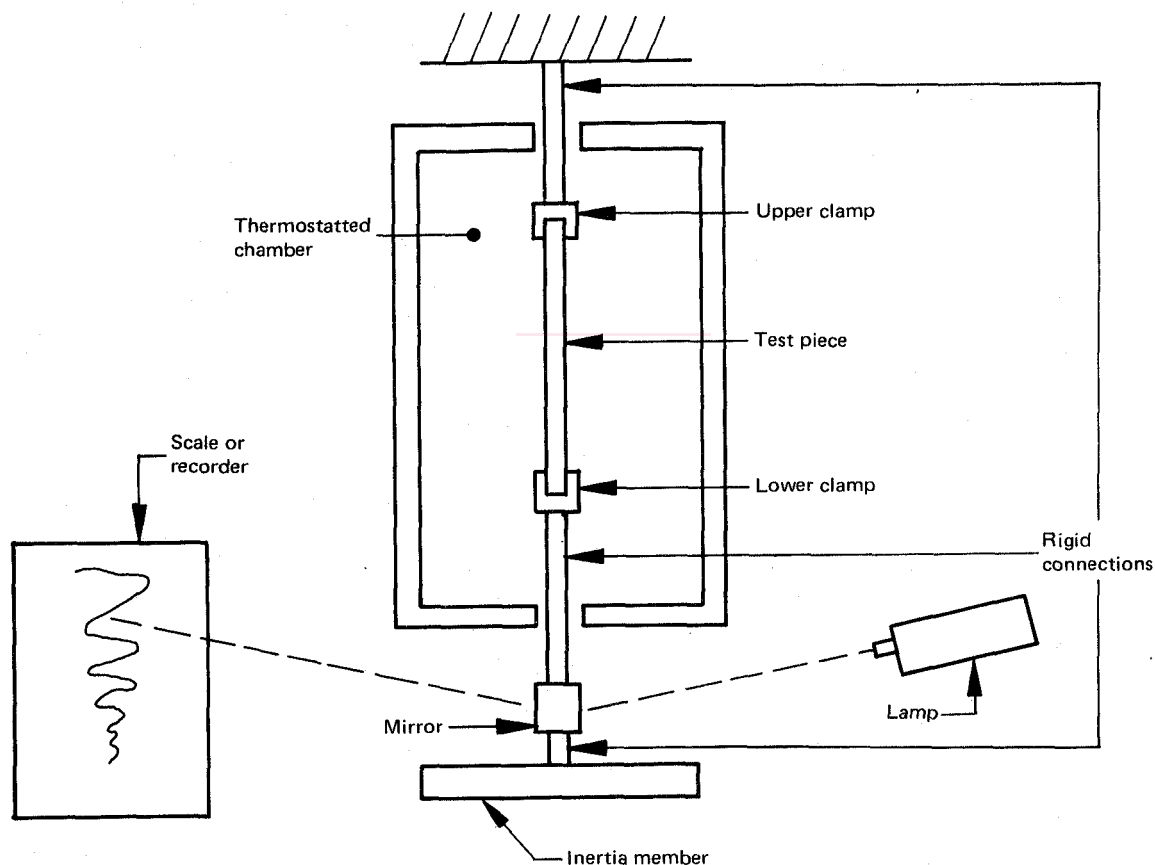 Upper clamp
Thermostatted
chamber
Test piece
Scale or
recorder
Lower clamp
Rigid
connections
Mirror
Lamp
Inertia member